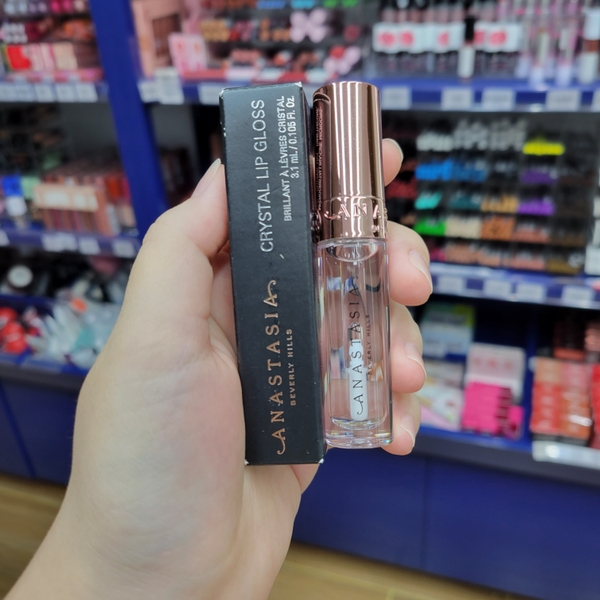 CRYSTAL LIP GLOSS
BRILLANT À LÈVRES CRISTAL
3.1 mL / 0.105 Fl. Oz
ANASTASIA
BEVERLY HILLS
ANAS
ANASTASIA
BEVERLY HILLS